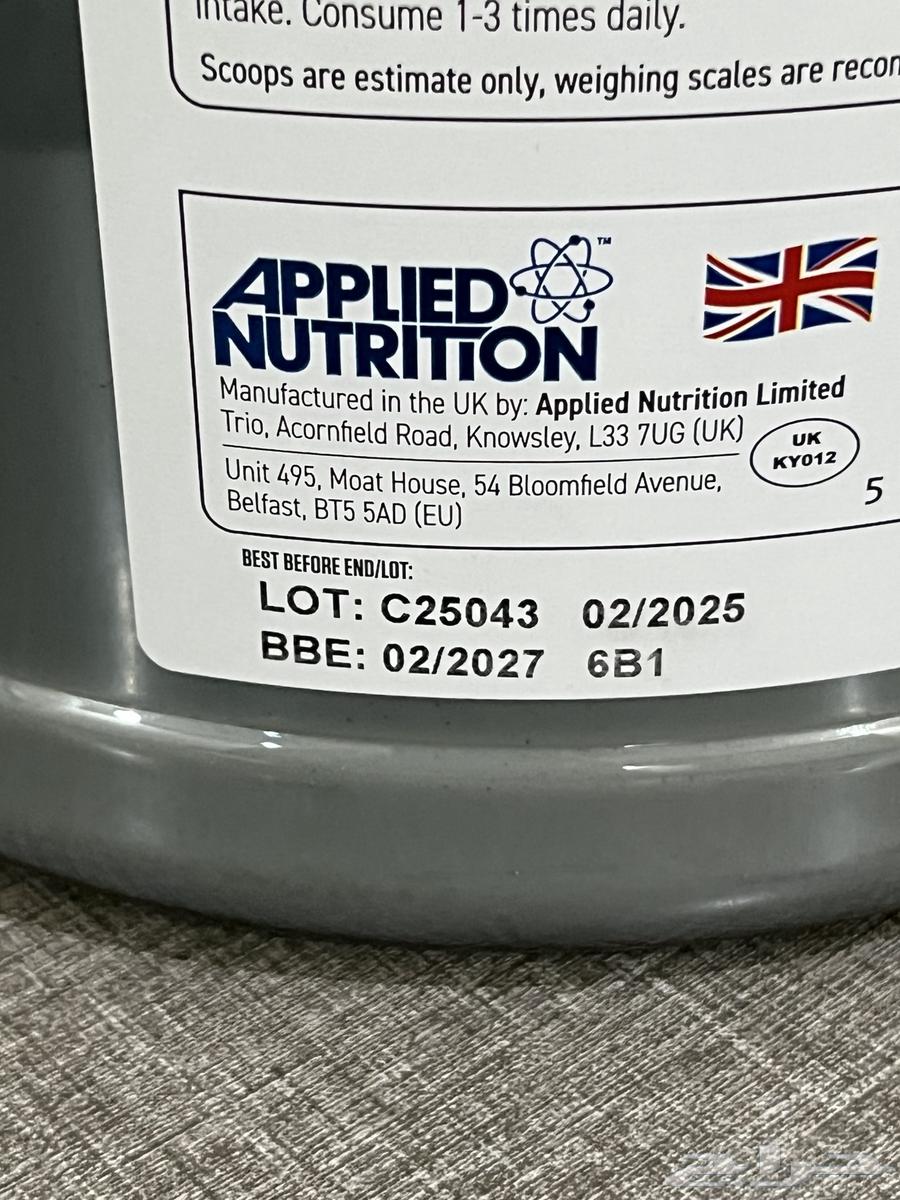 intake. Consume 1-3 times daily.
Scoops are estimate only, weighing scales are
APPLIED ™
NUTRITION
Manufactured in the UK by: Applied Nutrition Limited
Trio, Acornfield Road, Knowsley, L33 7UG (UK)
UK
KY012
Unit 495, Moat House, 54 Bloomfield Avenue,
Belfast, BT5 5AD (EU)
5
BEST BEFORE END/LOT:
LOT: C25043 02/2025
BBE: 02/2027 6B1